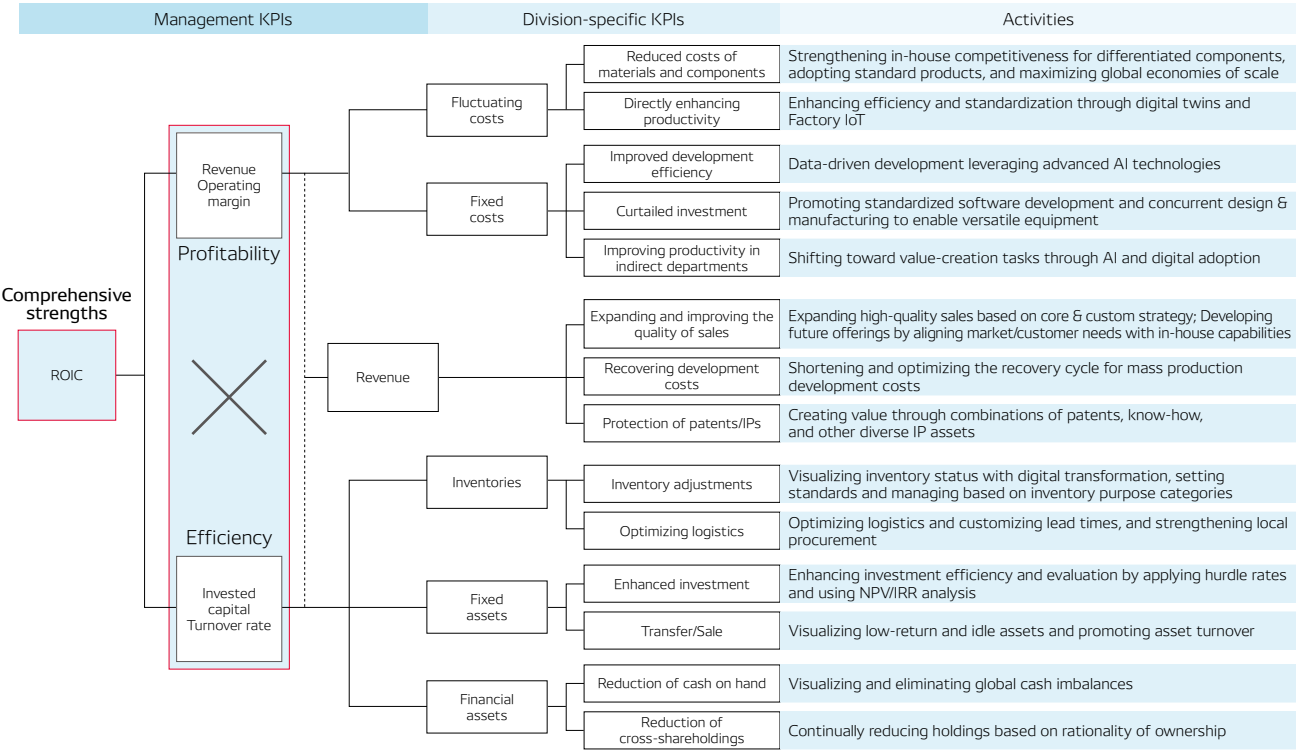 Management KPIs
Division-specific KPIs
Activities
Comprehensive
strengths
ROIC
Revenue
Operating
margin
Profitability
Efficiency
Invested
capital
Turnover rate
Fluctuating
costs
Reduced costs of
materials and components
Strengthening in-house competitiveness for differentiated components,
adopting standard products, and maximizing global economies of scale
Directly enhancing
productivity
Enhancing efficiency and standardization through digital twins and
Factory IoT
Fixed
costs
Improved development
efficiency
Data-driven development leveraging advanced AI technologies
Curtailed investment
Promoting standardized software development and concurrent design &
manufacturing to enable versatile equipment
Improving productivity in
indirect departments
Shifting toward value-creation tasks through AI and digital adoption
Revenue
Expanding and improving the
quality of sales
Expanding high-quality sales based on core & custom strategy; Developing
future offerings by aligning market/customer needs with in-house capabilities
Recovering development
costs
Shortening and optimizing the recovery cycle for mass production
development costs
Protection of patents/IPs
Creating value through combinations of patents, know-how,
and other diverse IP assets
Inventories
Inventory adjustments
Visualizing inventory status with digital transformation, setting
standards and managing based on inventory purpose categories
Optimizing logistics
Optimizing logistics and customizing lead times, and strengthening local
procurement
Fixed
assets
Enhanced investment
Enhancing investment efficiency and evaluation by applying hurdle rates
and using NPV/IRR analysis
Transfer/Sale
Visualizing low-return and idle assets and promoting asset turnover
Financial
assets
Reduction of cash on hand
Visualizing and eliminating global cash imbalances
Reduction of
cross-shareholdings
Continually reducing holdings based on rationality of ownership